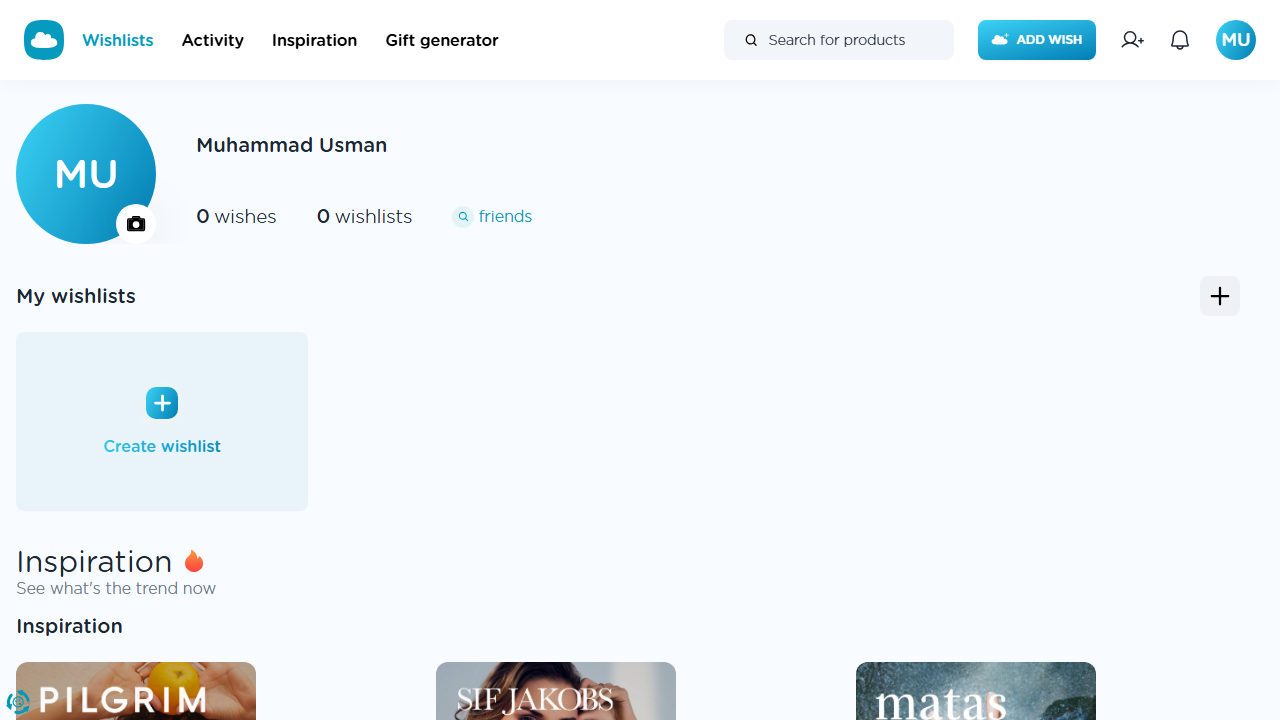 Wishlists Activity Inspiration Gift generator Search for products ADD WISH MU
MU
Muhammad Usman
0 wishes 0 wishlists friends
My wishlists
Create wishlist
Inspiration
See what's the trend now
Inspiration
PILGRIM SIF JAKOBS matas